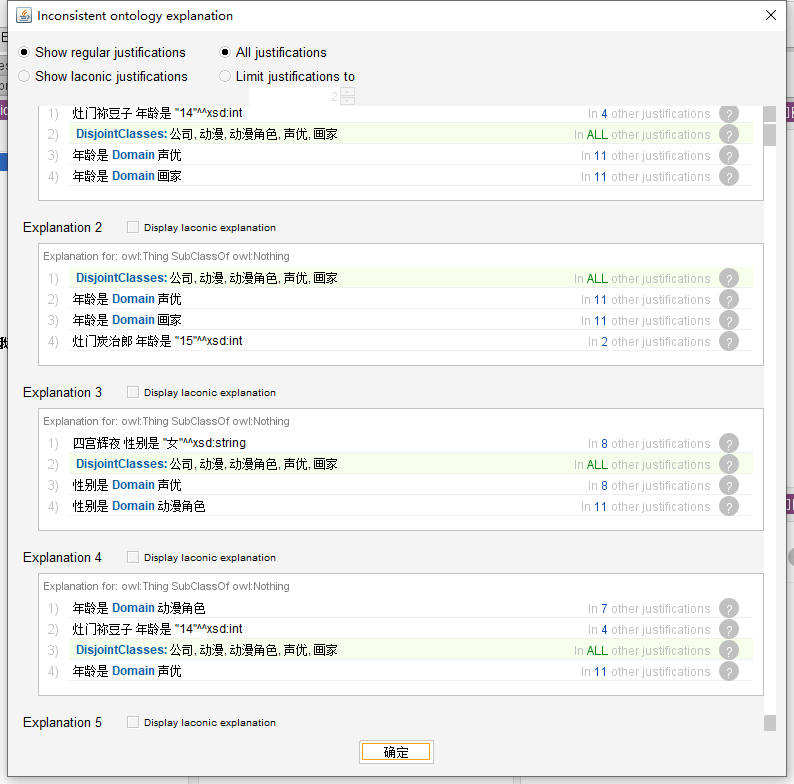 Inconsistent ontology explanation
Show regular justifications All justifications
Show laconic justifications Limit justifications to
2
1) 灶门祢豆子 年龄是 "14"^^xsd:int In 4 other justifications ?
2) DisjointClasses: 公司, 动漫, 动漫角色, 声优, 画家 In ALL other justifications ?
3) 年龄是 Domain 声优 In 11 other justifications ?
4) 年龄是 Domain 画家 In 11 other justifications ?
Explanation 2 Display laconic explanation
Explanation for: owl:Thing SubClassOf owl:Nothing
1) DisjointClasses: 公司, 动漫, 动漫角色, 声优, 画家 In ALL other justifications ?
2) 年龄是 Domain 声优 In 11 other justifications ?
3) 年龄是 Domain 画家 In 11 other justifications ?
4) 灶门炭治郎 年龄是 "15"^^xsd:int In 2 other justifications ?
Explanation 3 Display laconic explanation
Explanation for: owl:Thing SubClassOf owl:Nothing
1) 四宫辉夜 性别是 "女"^^xsd:string In 8 other justifications ?
2) DisjointClasses: 公司, 动漫, 动漫角色, 声优, 画家 In ALL other justifications ?
3) 性别是 Domain 声优 In 8 other justifications ?
4) 性别是 Domain 动漫角色 In 11 other justifications ?
Explanation 4 Display laconic explanation
Explanation for: owl:Thing SubClassOf owl:Nothing
1) 年龄是 Domain 动漫角色 In 7 other justifications ?
2) 灶门祢豆子 年龄是 "14"^^xsd:int In 4 other justifications ?
3) DisjointClasses: 公司, 动漫, 动漫角色, 声优, 画家 In ALL other justifications ?
4) 年龄是 Domain 声优 In 11 other justifications ?
Explanation 5 Display laconic explanation
确定